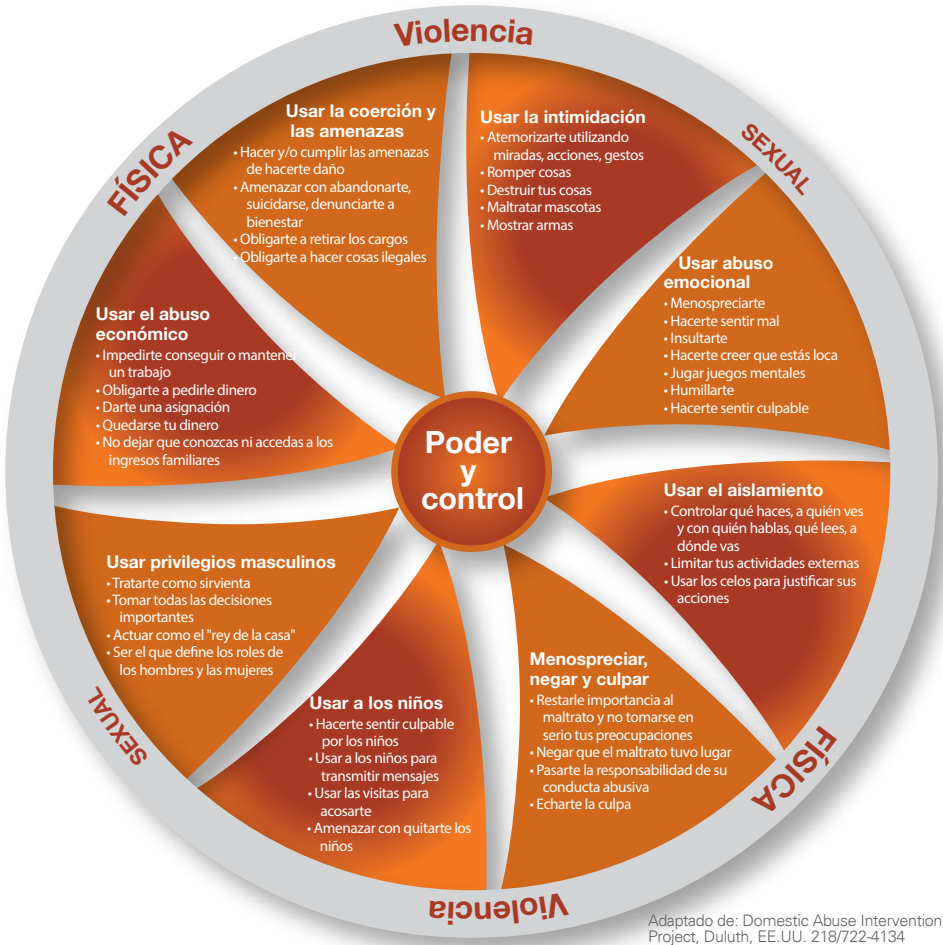 Violencia
SEXUAL
FÍSICA
Violencia
SEXUAL
FÍSICA
Poder
y
control
Usar la intimidación
• Atemorizarte utilizando
miradas, acciones, gestos
• Romper cosas
• Destruir tus cosas
• Maltratar mascotas
• Mostrar armas
Usar abuso
emocional
• Menospreciarte
• Hacerte sentir mal
• Insultarte
• Hacerte creer que estás loca
• Jugar juegos mentales
• Humillarte
• Hacerte sentir culpable
Usar el aislamiento
• Controlar qué haces, a quién ves
y con quién hablas, qué lees, a
dónde vas
• Limitar tus actividades externas
• Usar los celos para justificar sus
acciones
Menospreciar,
negar y culpar
• Restarle importancia al
maltrato y no tomarse en
serio tus preocupaciones
• Negar que el maltrato tuvo lugar
• Pasarte la responsabilidad de su
conducta abusiva
• Echarte la culpa
Usar a los niños
• Hacerte sentir culpable
por los niños
• Usar a los niños para
transmitir mensajes
• Usar las visitas para
acosarte
• Amenazar con quitarte los
niños
Usar privilegios masculinos
• Tratarte como sirvienta
• Tomar todas las decisiones
importantes
• Actuar como el "rey de la casa"
• Ser el que define los roles de
los hombres y las mujeres
Usar el abuso
económico
• Impedirte conseguir o mantener
un trabajo
• Obligarte a pedirle dinero
• Darte una asignación
• Quedarse tu dinero
• No dejar que conozcas ni accedas a los
ingresos familiares
Usar la coerción y
las amenazas
• Hacer y/o cumplir las amenazas
de hacerte daño
• Amenazar con abandonarte,
suicidarse, denunciarte a
bienestar
• Obligarte a retirar los cargos
• Obligarte a hacer cosas ilegales
Adaptado de: Domestic Abuse Intervention
Project, Duluth, EE.UU. 218/722-4134